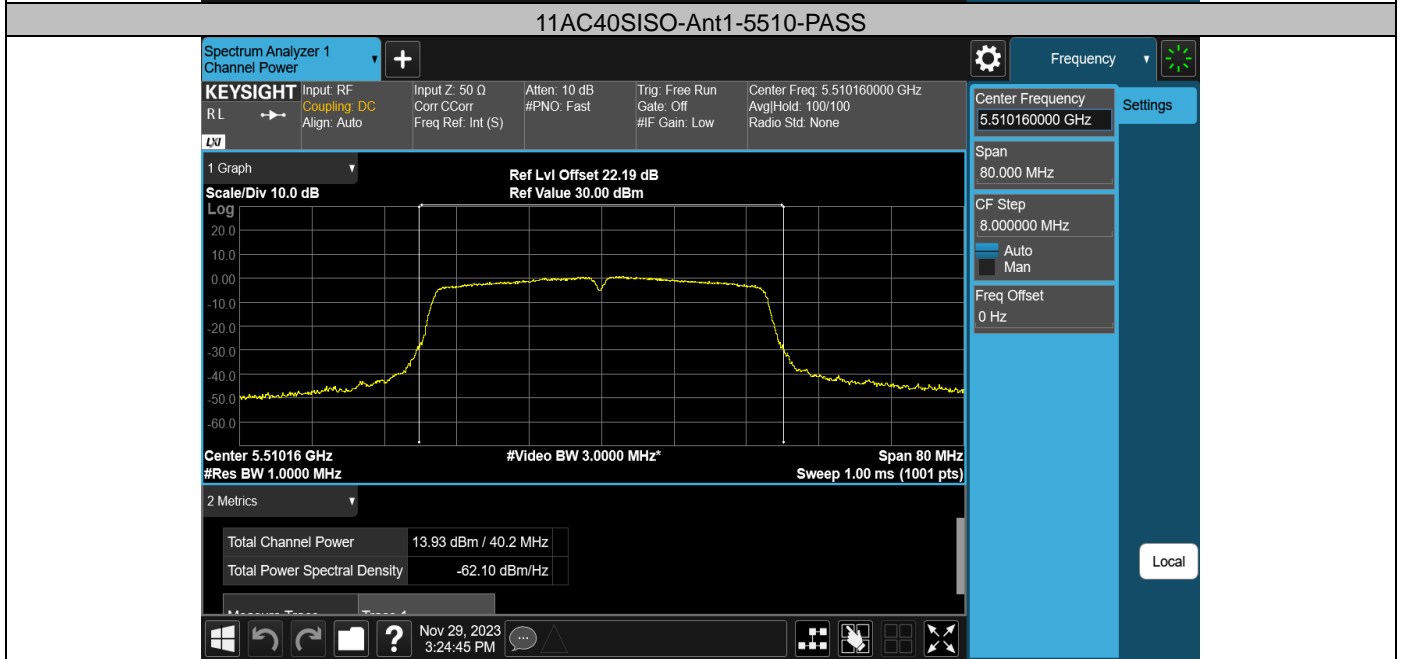 11AC40SISO-Ant1-5510-PASS
Spectrum Analyzer 1
Channel Power
Frequency
KEYSIGHT
RL
LXI
Input: RF
Coupling: DC
Align: Auto
Input Z: 50 Ω
Corr CCorr
Freq Ref: Int (S)
Atten: 10 dB
#PNO: Fast
Trig: Free Run
Gate: Off
#IF Gain: Low
Center Freq: 5.510160000 GHz
Avg|Hold: 100/100
Radio Std: None
1 Graph
Scale/Div 10.0 dB
Ref Lvl Offset 22.19 dB
Ref Value 30.00 dBm
Log
20.0
10.0
0.00
-10.0
-20.0
-30.0
-40.0
-50.0
-60.0
Center 5.51016 GHz
#Video BW 3.0000 MHz*
Span 80 MHz
#Res BW 1.0000 MHz
Sweep 1.00 ms (1001 pts)
2 Metrics
Total Channel Power 13.93 dBm / 40.2 MHz
Total Power Spectral Density -62.10 dBm/Hz
Center Frequency
5.510160000 GHz
Settings
Span
80.000 MHz
CF Step
8.000000 MHz
Auto
Man
Freq Offset
0 Hz
Local
?
Nov 29, 2023
3:24:45 PM